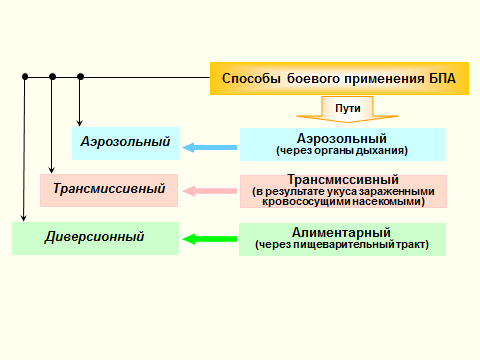 Способы боевого применения БПА
Пути
Аэрозольный
Аэрозольный
(через органы дыхания)
Трансмиссивный
Трансмиссивный
(в результате укуса зараженными
кровососущими насекомыми)
Диверсионный
Алиментарный
(через пищеварительный тракт)